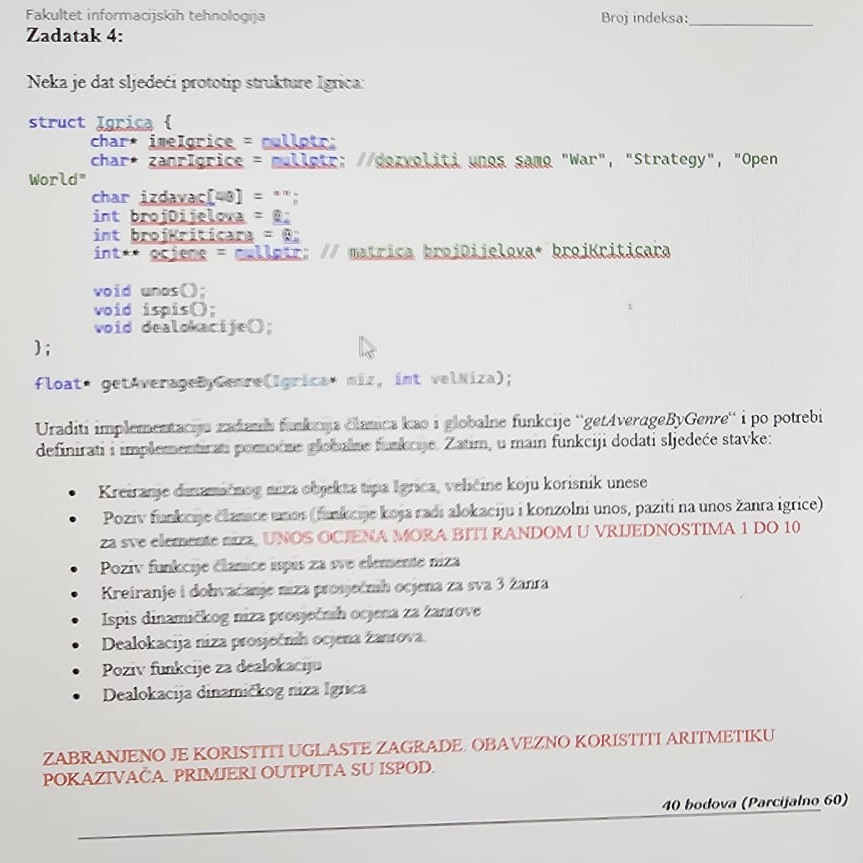 Fakultet informacijskih tehnologija
Broj indeksa:____________
Zadatak 4:
Neka je dat sljedeći prototip strukture Igrica:
struct Igrica {
char* imeIgrice = nullptr;
char* zanrIgrice = nullptr; //dozvoliti unos samo "War", "Strategy", "Open
World"
char izdavac[40] = "";
int brojDijelova = 0;
int brojKriticara = 0;
int** ocjene = nullptr; // matrica brojDijelova* brojKriticara
void unos();
void ispis();
void dealokacije();
};
float* getAverageByGenre(Igrica* niz, int velNiza);
Uraditi implementaciju zadanih funkcija članica kao i globalne funkcije “getAverageByGenre“ i po potrebi
definirati i implementirati pomoćne globalne funkcije. Zatim, u main funkciji dodati sljedeće stavke:
• Kreiranje dinamičnog niza objekta tipa Igrica, veličine koju korisnik unese
• Poziv funkcije članice unos (funkcije koja radi alokaciju i konzolni unos, paziti na unos žanra igrice)
za sve elemente niza, UNOS OCJENA MORA BITI RANDOM U VRIJEDNOSTIMA 1 DO 10
• Poziv funkcije članice ispis za sve elemente niza
• Kreiranje i dohvaćanje niza prosječnih ocjena za sva 3 žanra
• Ispis dinamičkog niza prosječnih ocjena za žanrove
• Dealokacija niza prosječnih ocjena žanrova.
• Poziv funkcije za dealokaciju
• Dealokacija dinamičkog niza Igrica
ZABRANJENO JE KORISTITI UGLASTE ZAGRADE. OBAVEZNO KORISTITI ARITMETIKU
POKAZIVAČA. PRIMJERI OUTPUTA SU ISPOD.
40 bodova (Parcijalno 60)